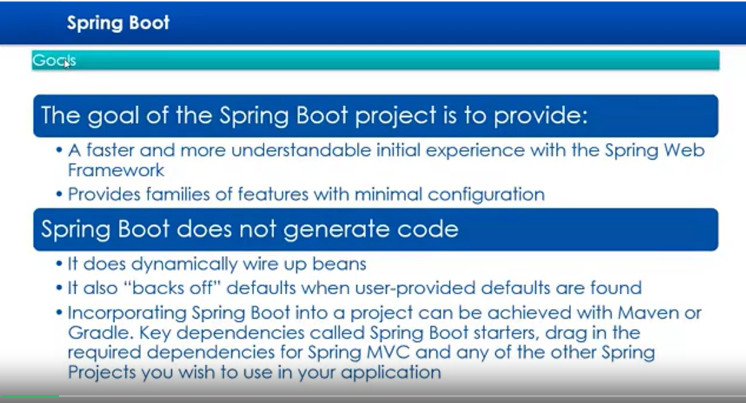 Spring Boot
Goals
The goal of the Spring Boot project is to provide:
• A faster and more understandable initial experience with the Spring Web
Framework
• Provides families of features with minimal configuration
Spring Boot does not generate code
• It does dynamically wire up beans
• It also “backs off” defaults when user-provided defaults are found
• Incorporating Spring Boot into a project can be achieved with Maven or
Gradle. Key dependencies called Spring Boot starters, drag in the
required dependencies for Spring MVC and any of the other Spring
Projects you wish to use in your application